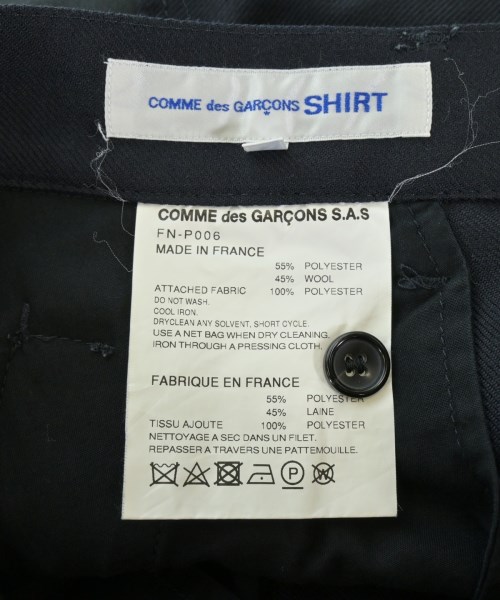 COMME des GARÇONS SHIRT
COMME des GARÇONS S.A.S
FN-P006
MADE IN FRANCE
55% POLYESTER
45% WOOL
ATTACHED FABRIC 100% POLYESTER
DO NOT WASH.
COOL IRON.
DRYCLEAN ANY SOLVENT, SHORT CYCLE.
USE A NET BAG WHEN DRY CLEANING.
IRON THROUGH A PRESSING CLOTH.
FABRIQUE EN FRANCE
55% POLYESTER
45% LAINE
TISSU AJOUTE 100% POLYESTER
NETTOYAGE A SEC DANS UN FILET.
REPASSER A TRAVERS UNE PATTEMOUILLE.
P W